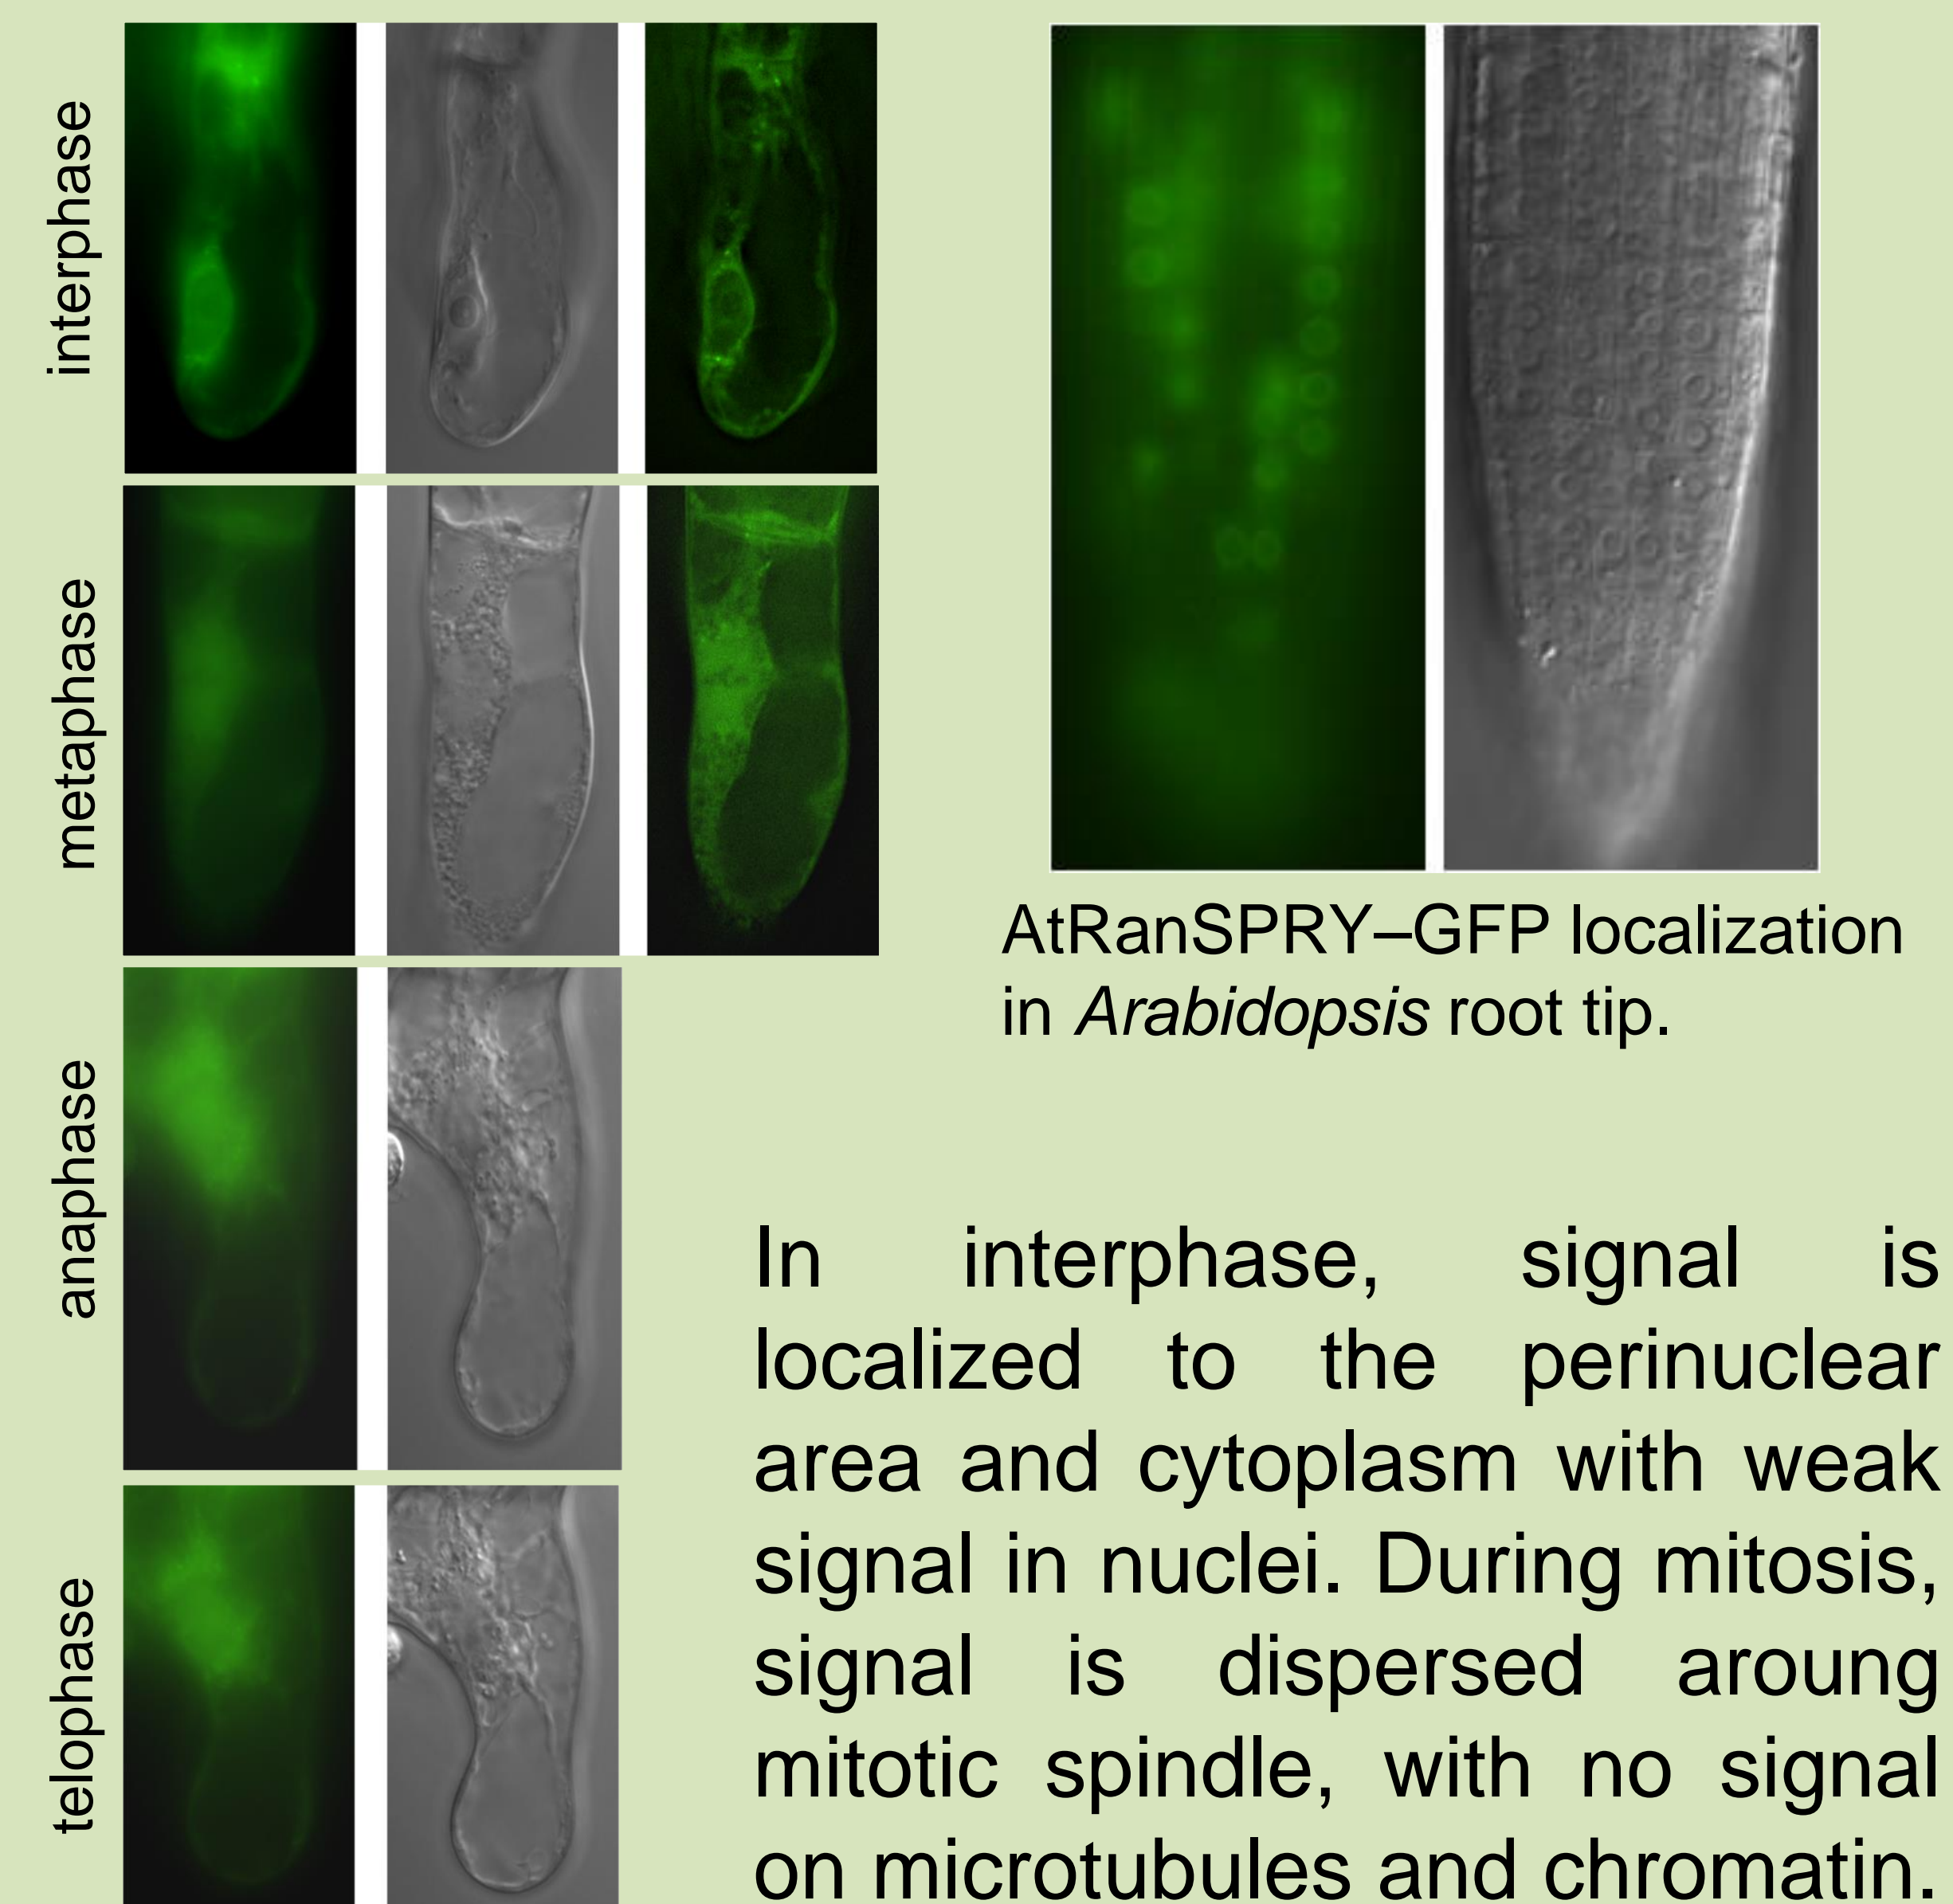 interphase
metaphase
anaphase
telophase
AtRanSPRY–GFP localization
in Arabidopsis root tip.
In interphase, signal is
localized to the perinuclear
area and cytoplasm with weak
signal in nuclei. During mitosis,
signal is dispersed aroung
mitotic spindle, with no signal
on microtubules and chromatin.